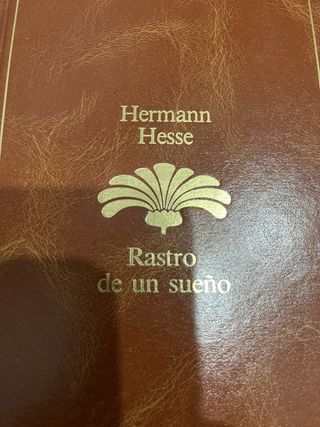 Hermann
Hesse
Rastro
de un sueño